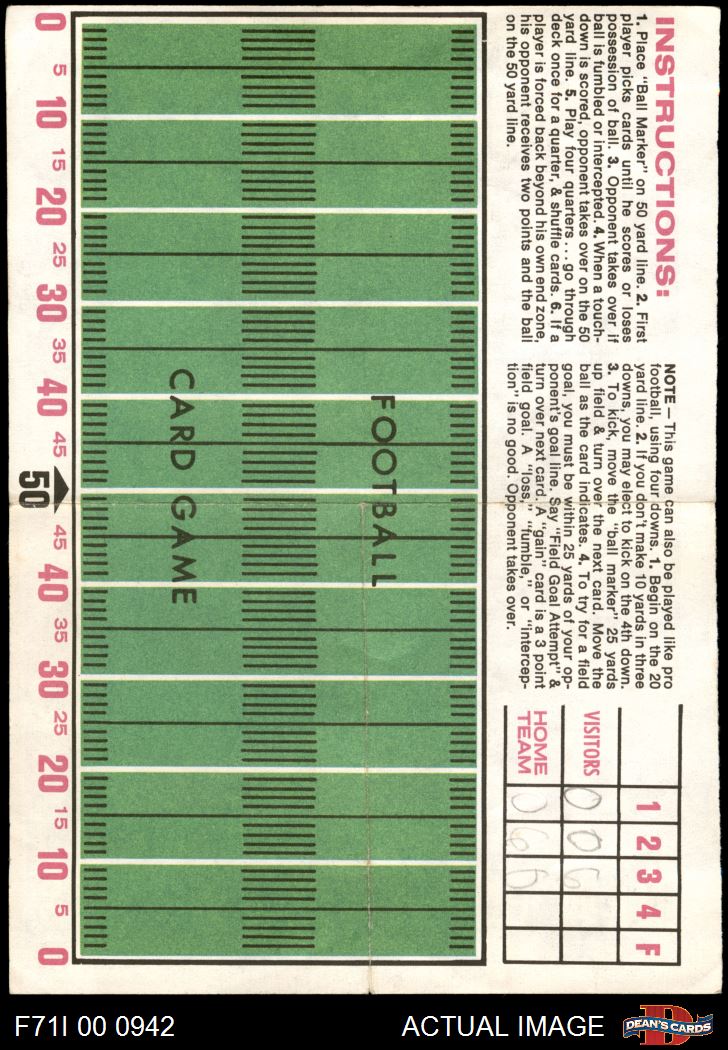 INSTRUCTIONS:
1. Place "Ball Marker" on 50 yard line. 2. First
player picks cards until he scores or loses
possession of ball. 3. Opponent takes over if
ball is fumbled or intercepted. 4. When a touch-
down is scored, opponent takes over on the 50
yard line. 5. Play four quarters... go through
deck once for a quarter, & shuffle cards. 6. If a
player is forced back beyond his own end zone,
his opponent receives two points and the ball
on the 50 yard line.
NOTE — This game can also be played like pro
football, using four downs. 1. Begin on the 20
yard line. 2. If you don't make 10 yards in three
downs, you may elect to kick on the 4th down.
3. To kick, move the "ball marker" 25 yards
up field & turn over the next card. Move the
ball as the card indicates. 4. To try for a field
goal, you must be within 25 yards of your op-
ponent's goal line. Say "Field Goal Attempt" &
turn over next card. A "gain" card is a 3 point
field goal. A "loss," "fumble," or "intercep-
tion" is no good. Opponent takes over.
1 2 3 4 F
VISITORS 0 0 6
HOME TEAM 0 6 6
FOOTBALL
CARD GAME
0 5 10 15 20 25 30 35 40 45 50 45 40 35 30 25 20 15 10 5 0
F71I 00 0942
ACTUAL IMAGE
D
DEAN'S CARDS